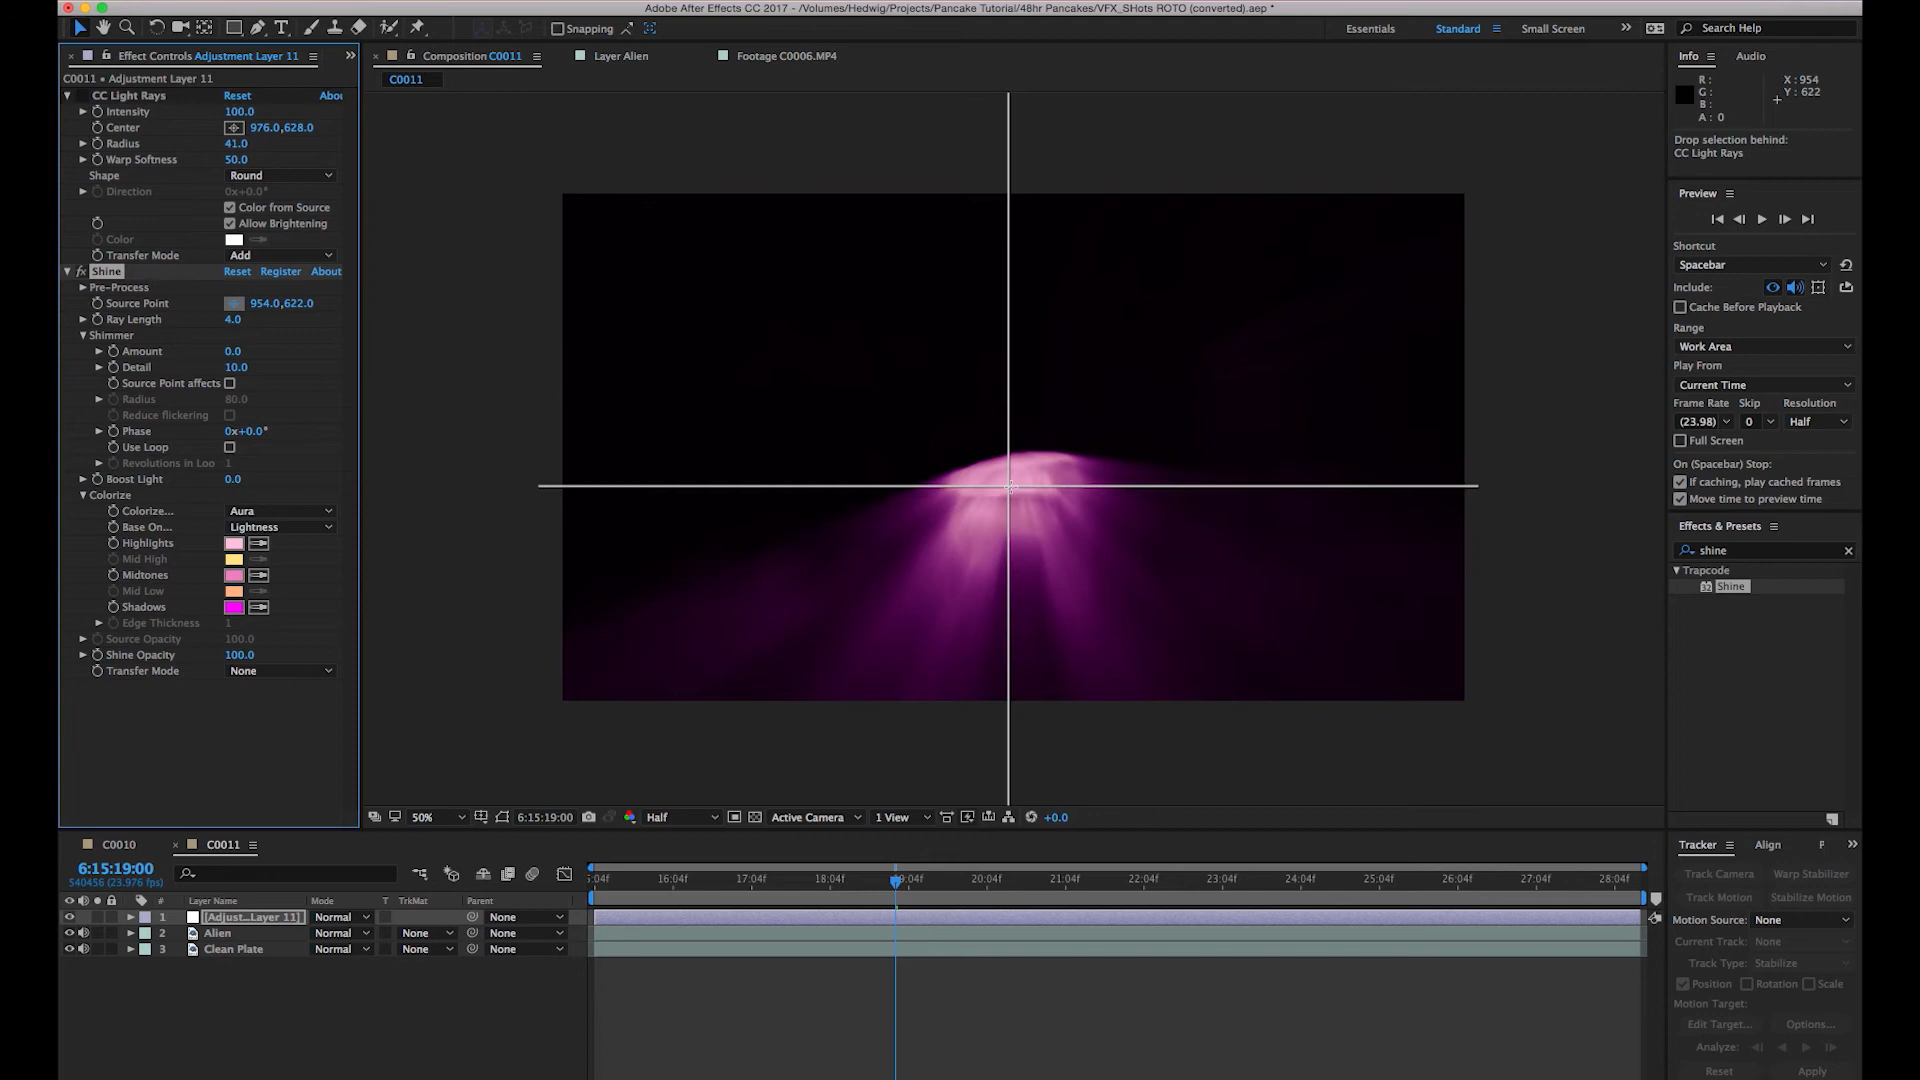 Adobe After Effects CC 2017 - /Volumes/Hedwig/Projects/Pancake Tutorial/48hr Pancakes/VFX_SHots ROTO (converted).aep *
Snapping
Essentials
Standard
Small Screen
Search Help
Effect Controls Adjustment Layer 11
C0011 • Adjustment Layer 11
CC Light Rays Reset Abou
Intensity 100.0
Center 976.0,628.0
Radius 41.0
Warp Softness 50.0
Shape Round
Direction 0x+0.0°
Color from Source
Allow Brightening
Color
Transfer Mode Add
fx Shine Reset Register About
Pre-Process
Source Point 954.0,622.0
Ray Length 4.0
Shimmer
Amount 0.0
Detail 10.0
Source Point affects
Radius 80.0
Reduce flickering
Phase 0x+0.0°
Use Loop
Revolutions in Loo 1
Boost Light 0.0
Colorize
Colorize... Aura
Base On... Lightness
Highlights
Mid High
Midtones
Mid Low
Shadows
Edge Thickness 1
Source Opacity 100.0
Shine Opacity 100.0
Transfer Mode None
Composition C0011
Layer Alien
Footage C0006.MP4
C0011
50%
6:15:19:00
Half
Active Camera
1 View
+0.0
Info
Audio
R :
G :
B :
A : 0
X : 954
Y : 622
Drop selection behind:
CC Light Rays
Preview
Shortcut
Spacebar
Include:
Cache Before Playback
Range
Work Area
Play From
Current Time
Frame Rate Skip Resolution
(23.98) 0 Half
Full Screen
On (Spacebar) Stop:
If caching, play cached frames
Move time to preview time
Effects & Presets
shine
Trapcode
32 Shine
C0010
C0011
6:15:19:00
540456 (23.976 fps)
5:04f 16:04f 17:04f 18:04f 9:04f 20:04f 21:04f 22:04f 23:04f 24:04f 25:04f 26:04f 27:04f 28:04f
# Layer Name Mode T TrkMat Parent
1 [Adjust...Layer 11] Normal None
2 Alien Normal None None
3 Clean Plate Normal None None
Tracker
Align
P
Track Camera Warp Stabilizer
Track Motion Stabilize Motion
Motion Source: None
Current Track: None
Track Type: Stabilize
Position Rotation Scale
Motion Target:
Edit Target... Options...
Analyze:
Reset Apply